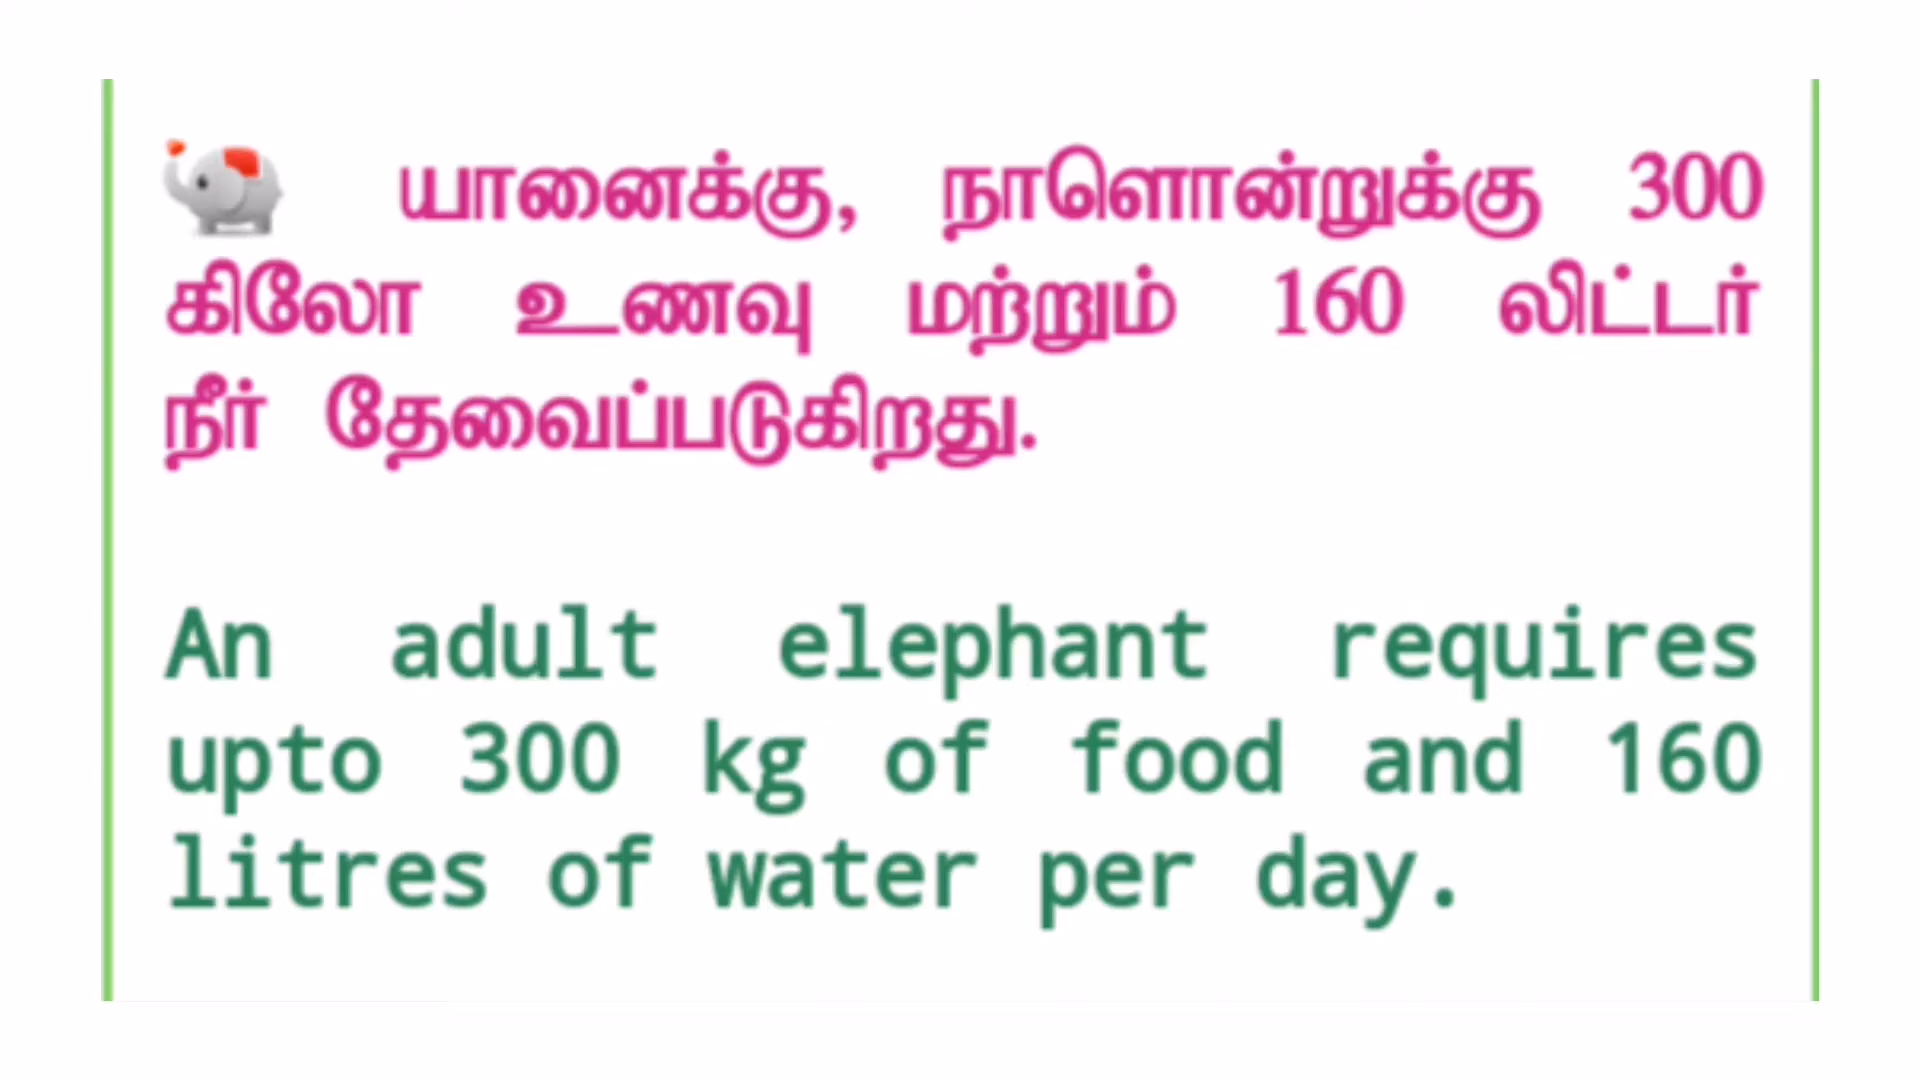 யானைக்கு, நாளொன்றுக்கு 300
கிலோ உணவு மற்றும் 160 லிட்டர்
நீர் தேவைப்படுகிறது.
An adult elephant requires
upto 300 kg of food and 160
litres of water per day.